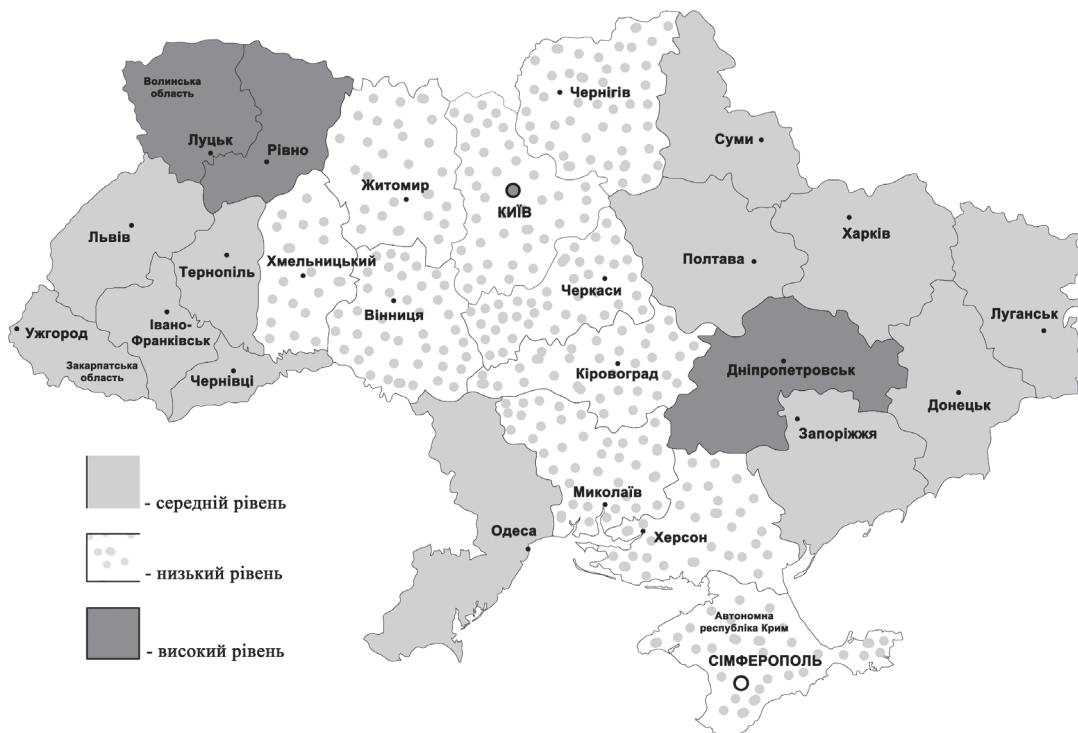 Волинська
область
Луцьк
Рівно
Чернігів
Суми
Житомир
КИЇВ
Львів
Тернопіль
Хмельницький
Вінниця
Черкаси
Полтава
Харків
Луганськ
Ужгород
Івано-
Франківськ
Закарпатська
область
Чернівці
Кіровоград
Дніпропетровськ
Донецьк
Запоріжжя
Миколаїв
Одеса
Херсон
Автономна
республіка Крим
СІМФЕРОПОЛЬ
- середній рівень
- низький рівень
- високий рівень